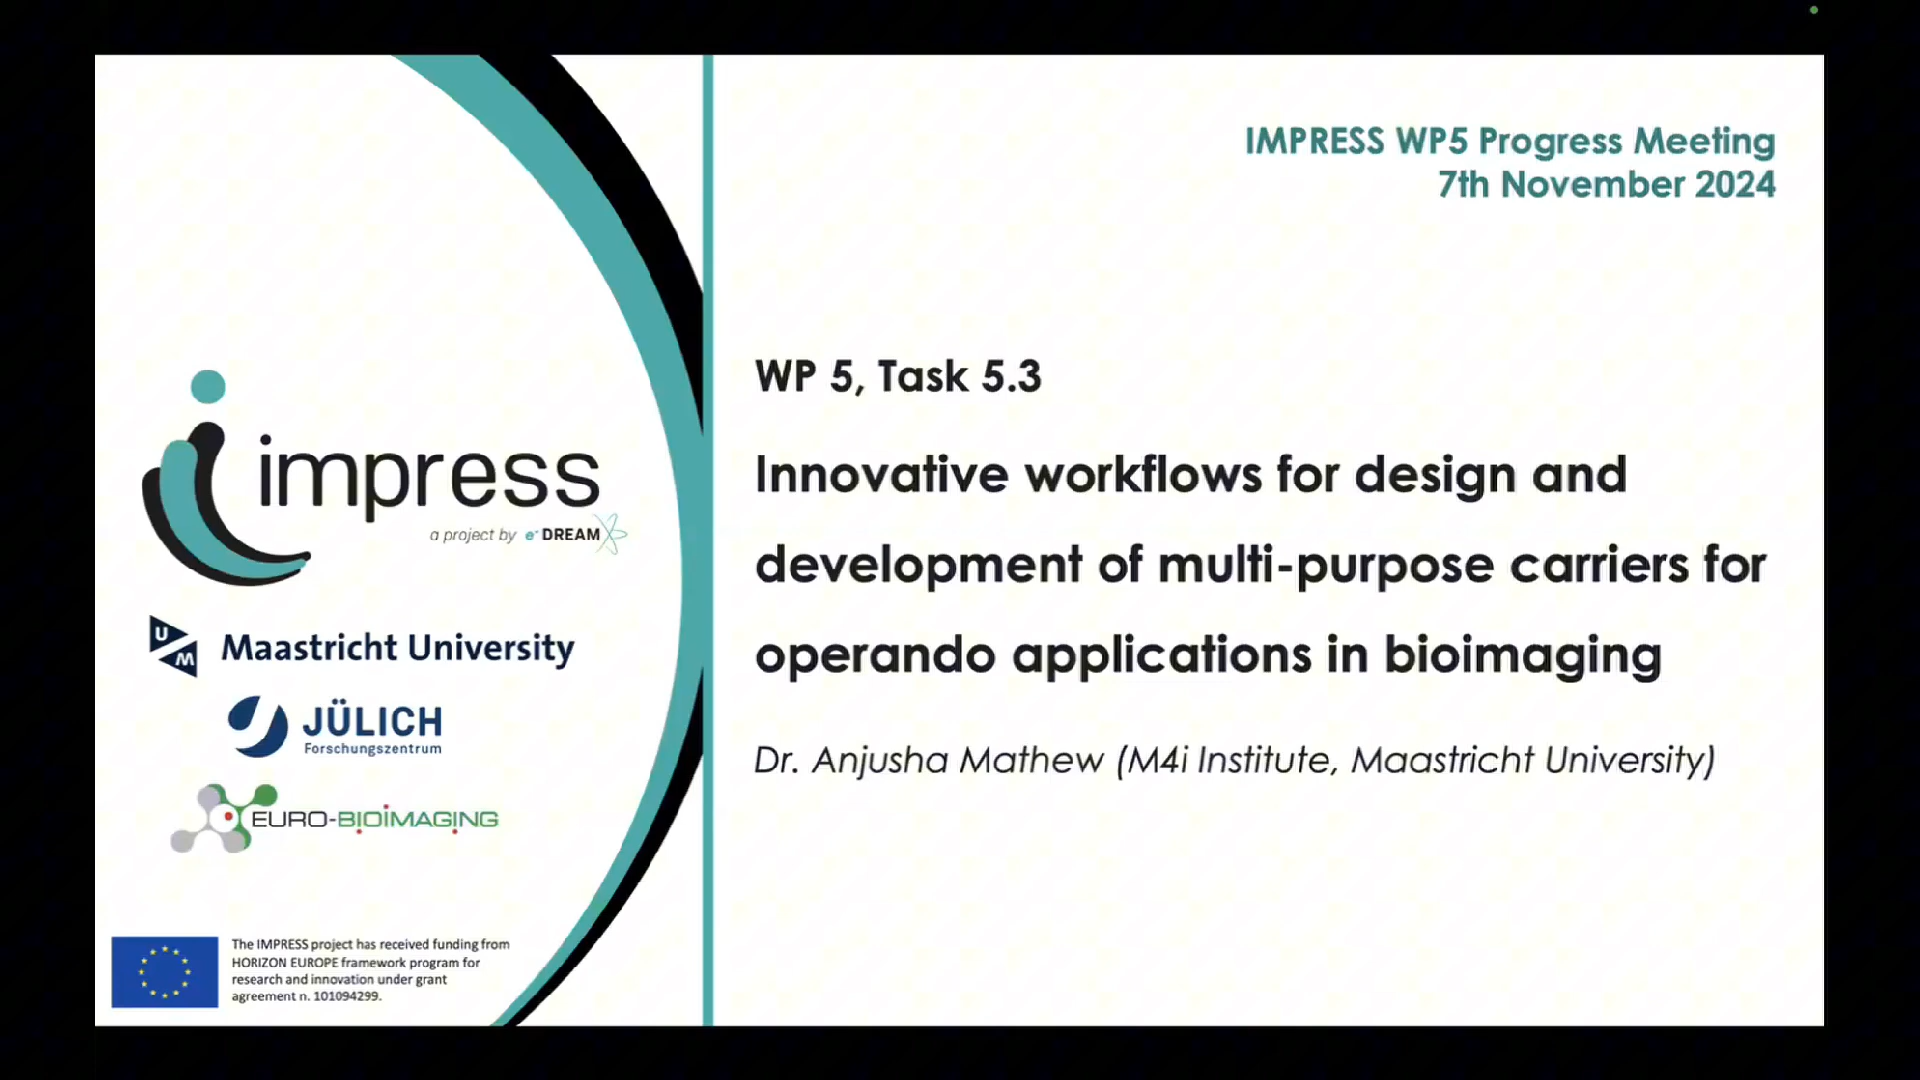 IMPRESS WP5 Progress Meeting
7th November 2024
WP 5, Task 5.3
Innovative workflows for design and
development of multi-purpose carriers for
operando applications in bioimaging
Dr. Anjusha Mathew (M4i Institute, Maastricht University)
impress
a project by e⁻ DREAM
UM Maastricht University
JÜLICH
Forschungszentrum
EURO-BIOIMAGING
The IMPRESS project has received funding from
HORIZON EUROPE framework program for
research and innovation under grant
agreement n. 101094299.